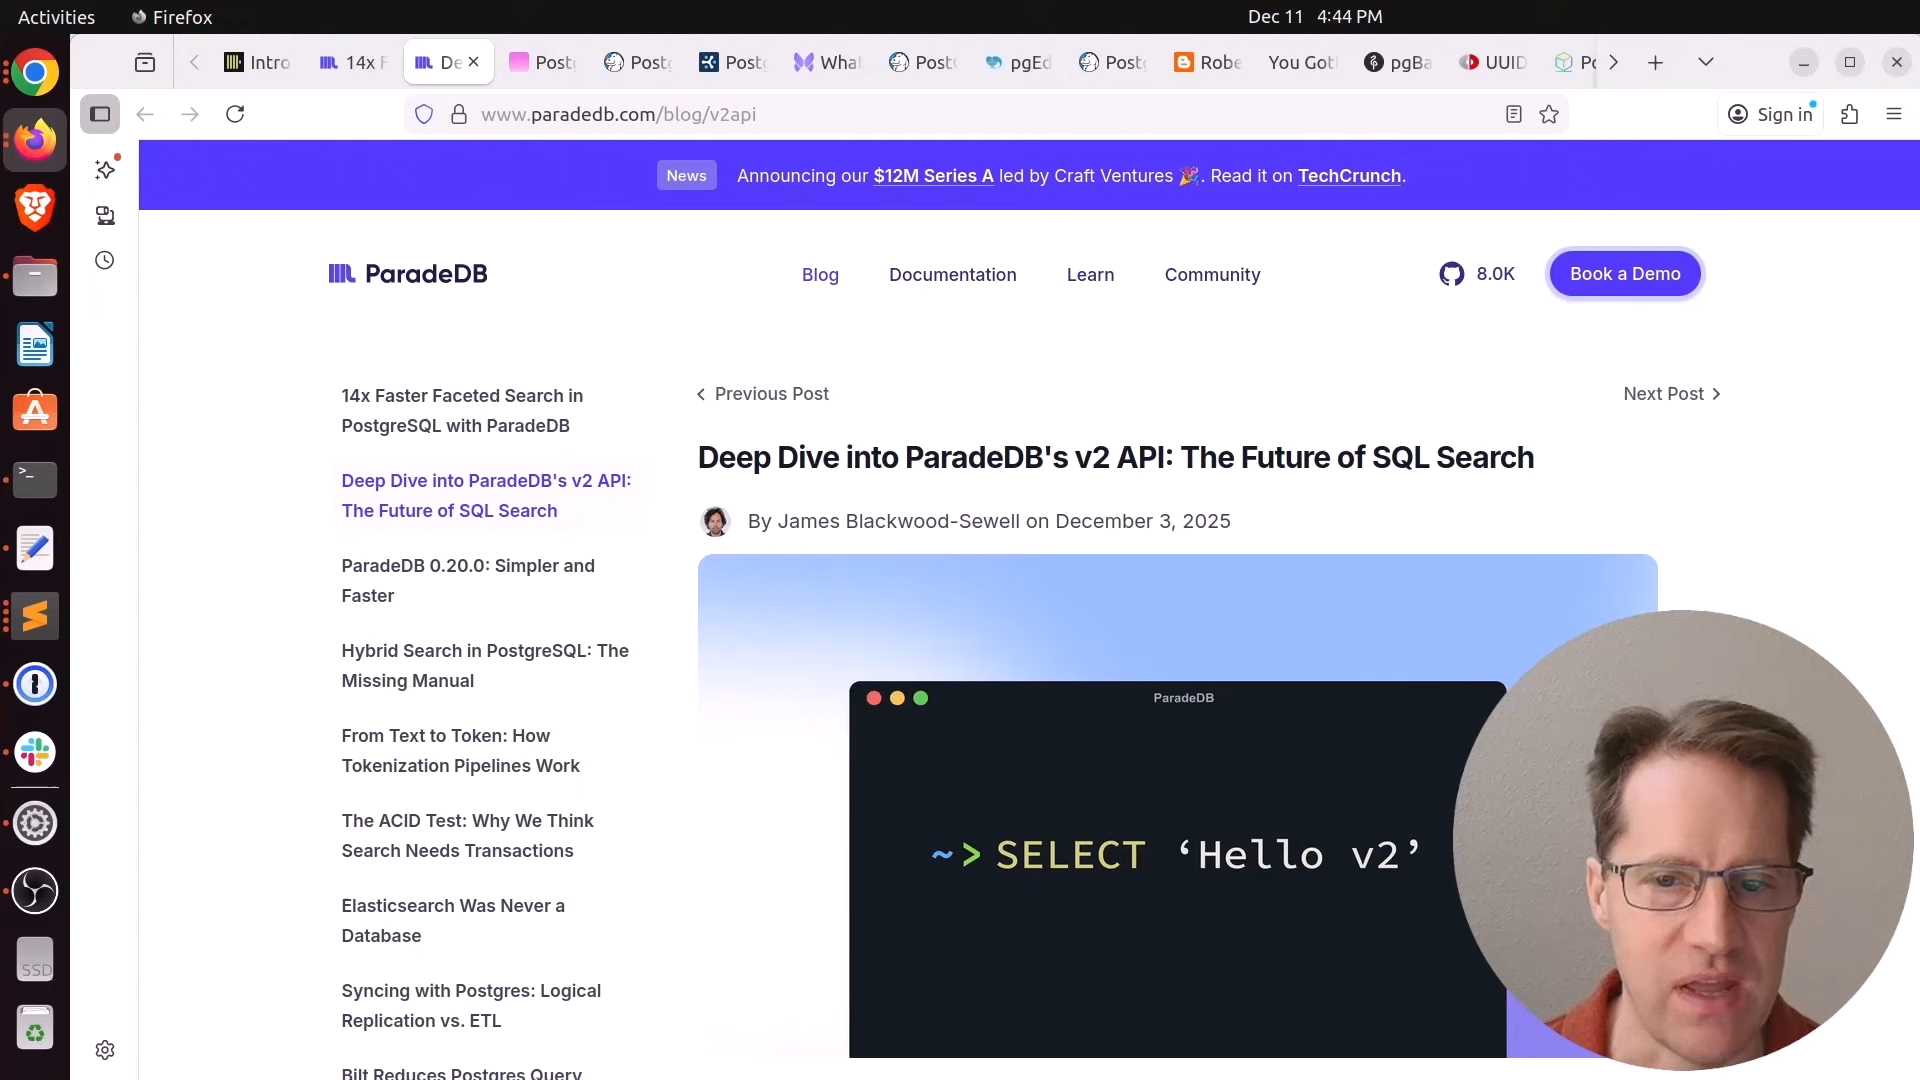 Activities
Firefox
Dec 11 4:44 PM
Intro
14x F
De
Post
Post
Post
What
Post
pgEd
Post
Robe
You Got
pgBa
UUID
Po
www.paradedb.com/blog/v2api
Sign in
News
Announcing our $12M Series A led by Craft Ventures 🎉. Read it on TechCrunch.
ParadeDB
Blog
Documentation
Learn
Community
8.0K
Book a Demo
14x Faster Faceted Search in
PostgreSQL with ParadeDB
Deep Dive into ParadeDB's v2 API:
The Future of SQL Search
ParadeDB 0.20.0: Simpler and
Faster
Hybrid Search in PostgreSQL: The
Missing Manual
From Text to Token: How
Tokenization Pipelines Work
The ACID Test: Why We Think
Search Needs Transactions
Elasticsearch Was Never a
Database
Syncing with Postgres: Logical
Replication vs. ETL
Bilt Reduces Postgres Query
Previous Post
Next Post
Deep Dive into ParadeDB's v2 API: The Future of SQL Search
By James Blackwood-Sewell on December 3, 2025
ParadeDB
~> SELECT ‘Hello v2’
SSD